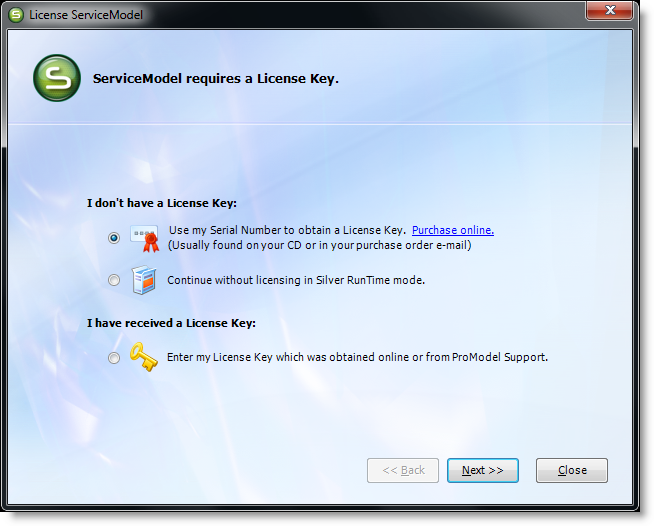 License ServiceModel
ServiceModel requires a License Key.
I don't have a License Key:
Use my Serial Number to obtain a License Key. Purchase online.
(Usually found on your CD or in your purchase order e-mail)
Continue without licensing in Silver RunTime mode.
I have received a License Key:
Enter my License Key which was obtained online or from ProModel Support.
<< Back Next >> Close